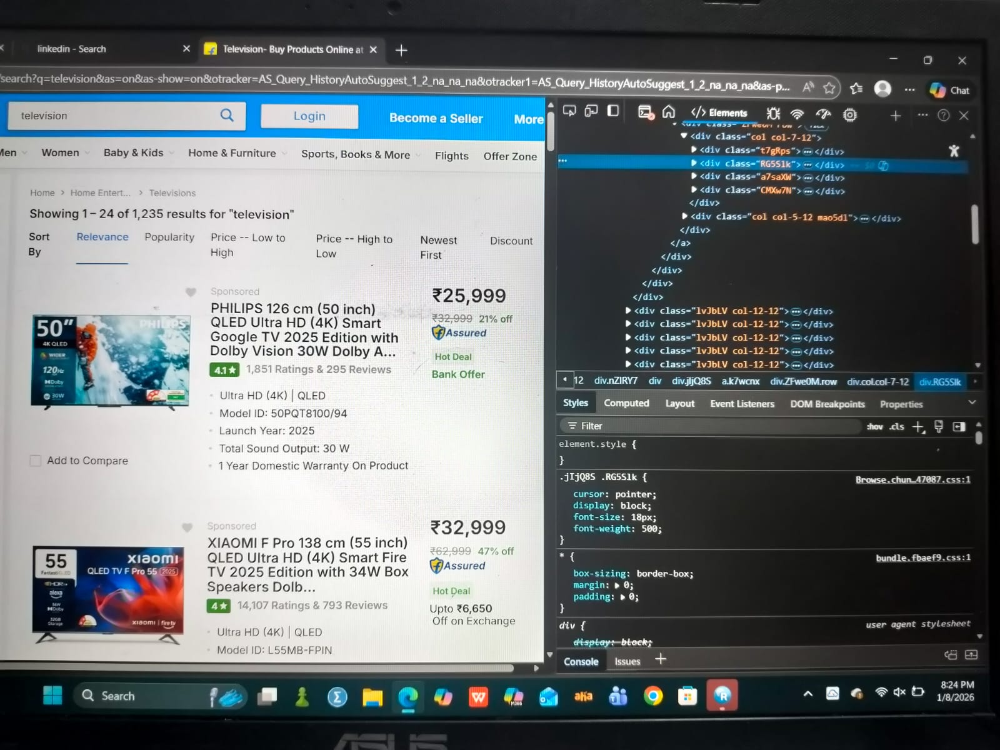 linkedin - Search
Television- Buy Products Online at
/search?q=television&as=on&as-show=on&otracker=AS_Query_HistoryAutoSuggest_1_2_na_na_na&otracker1=AS_Query_HistoryAutoSuggest_1_2_na_na_na&as-p...
Chat
television
Login
Become a Seller
More
Men
Women
Baby & Kids
Home & Furniture
Sports, Books & More
Flights
Offer Zone
Home > Home Entert... > Televisions
Showing 1 – 24 of 1,235 results for "television"
Sort By
Relevance
Popularity
Price -- Low to High
Price -- High to Low
Newest First
Discount
50"
4K QLED
WIDER
120Hz
Dolby
30W
PHILIPS
Add to Compare
Sponsored
PHILIPS 126 cm (50 inch)
QLED Ultra HD (4K) Smart
Google TV 2025 Edition with
Dolby Vision 30W Dolby A...
4.1★ 1,851 Ratings & 295 Reviews
Ultra HD (4K) | QLED
Model ID: 50PQT8100/94
Launch Year: 2025
Total Sound Output: 30 W
1 Year Domestic Warranty On Product
₹25,999
₹32,999 21% off
Assured
Hot Deal
Bank Offer
55
xiaomi
QLED TV F Pro 55 2025
HDR
alexa
Dolby
32GB
Storage
xiaomi | fire tv
Sponsored
XIAOMI F Pro 138 cm (55 inch)
QLED Ultra HD (4K) Smart Fire
TV 2025 Edition with 34W Box
Speakers Dolb...
4★ 14,107 Ratings & 793 Reviews
Ultra HD (4K) | QLED
Model ID: L55MB-FPIN
₹32,999
₹62,999 47% off
Assured
Hot Deal
Upto ₹6,650
Off on Exchange
</> Elements
<div class="ZFwe0M row">
<div class="col col-7-12">
<div class="t7gRps">…</div>
<div class="RG5Slk">…</div> == $0
<div class="a7saXW">…</div>
<div class="CMXw7N">…</div>
</div>
<div class="col col-5-12 mao5dl">…</div>
</div>
</a>
</div>
</div>
</div>
</div>
<div class="lvJbLV col-12-12">…</div>
<div class="lvJbLV col-12-12">…</div>
<div class="lvJbLV col-12-12">…</div>
<div class="lvJbLV col-12-12">…</div>
<div class="lvJbLV col-12-12">…</div>
12 div.nZIRY7 div div.jIjQ8S a.k7wcnx div.ZFwe0M.row div.col.col-7-12 div.RG5Slk
Styles Computed Layout Event Listeners DOM Breakpoints Properties
Filter
:hov .cls
element.style {
}
.jIjQ8S .RG5Slk {
Browse.chun…47087.css:1
cursor: pointer;
display: block;
font-size: 18px;
font-weight: 500;
}
* {
bundle.fbaef9.css:1
box-sizing: border-box;
margin: 0;
padding: 0;
}
div {
user agent stylesheet
display: block;
Console Issues
Search
M365
aha
8:24 PM
1/8/2026
ASUS